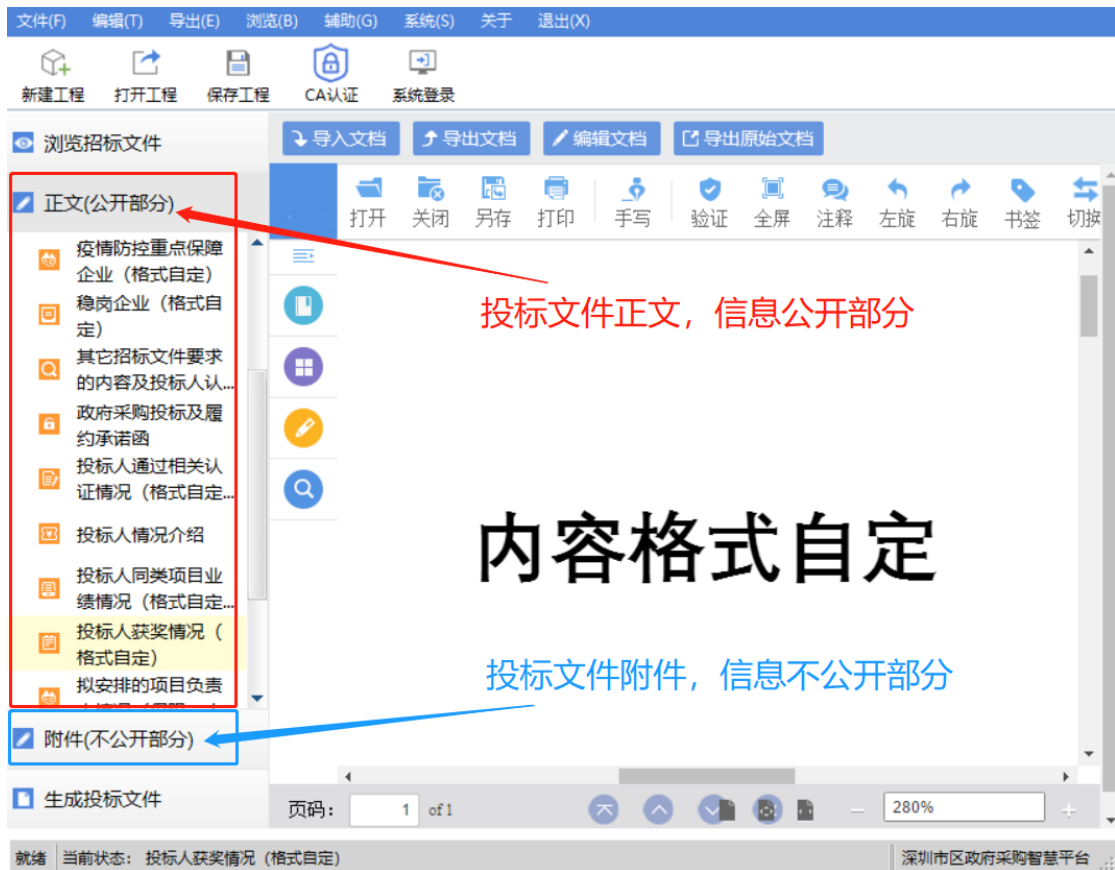 文件(F) 编辑(T) 导出(E) 浏览(B) 辅助(G) 系统(S) 关于 退出(X)
新建工程 打开工程 保存工程 CA认证 系统登录
浏览招标文件
导入文档 导出文档 编辑文档 导出原始文档
正文(公开部分)
打开 关闭 另存 打印 手写 验证 全屏 注释 左旋 右旋 书签 切换
疫情防控重点保障
企业（格式自定）
稳岗企业（格式自
定）
其它招标文件要求
的内容及投标人认...
政府采购投标及履
约承诺函
投标人通过相关认
证情况（格式自定...
投标人情况介绍
投标人同类项目业
绩情况（格式自定...
投标人获奖情况（
格式自定）
拟安排的项目负责
投标文件正文，信息公开部分
内容格式自定
投标文件附件，信息不公开部分
附件(不公开部分)
生成投标文件
页码： 1 of 1 280%
就绪 当前状态： 投标人获奖情况（格式自定） 深圳市区政府采购智慧平台